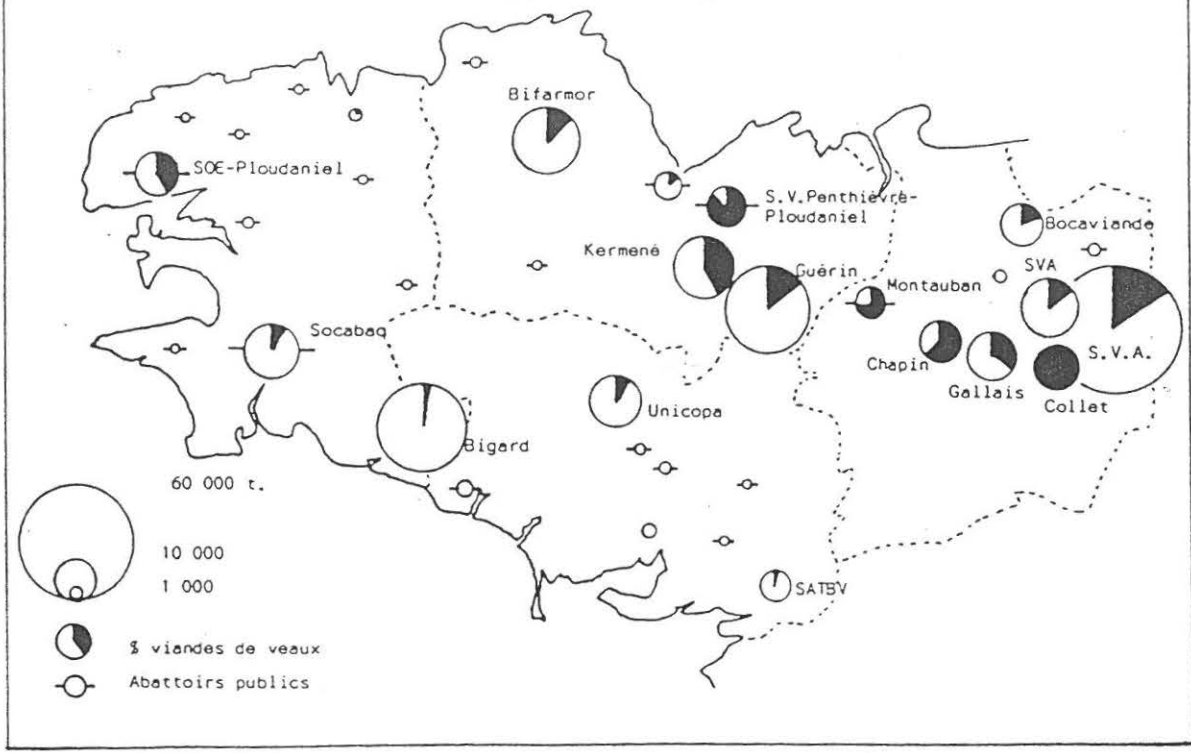 Bifarmor
SOE-Ploudaniel
S.V.Penthièvre-
Ploudaniel
Bocaviande
Kermené
Guérin
SVA
Montauban
Socabaq
S.V.A.
Chapin
Gallais
Collet
Unicopa
Bigard
60 000 t.
10 000
1 000
SATBV
% viandes de veaux
Abattoirs publics